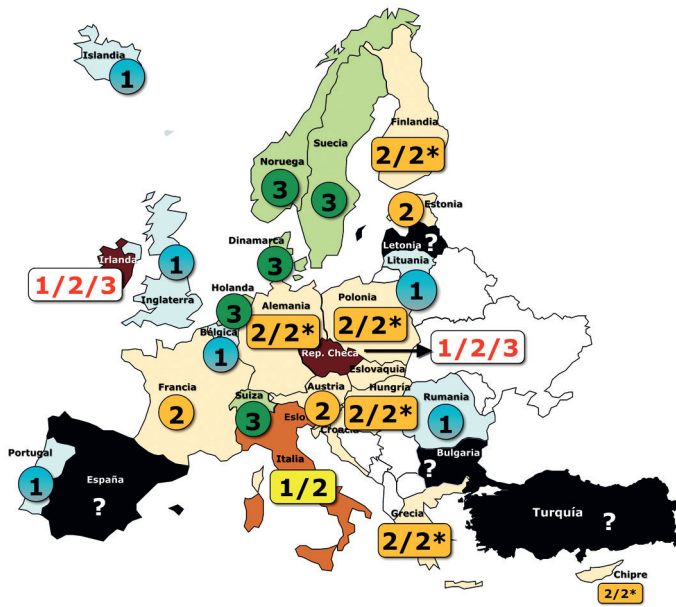 Islandia
1
Finlandia
2/2*
Suecia
3
Noruega
3
2
Estonia
Letonia ?
Lituania
1
Dinamarca
3
Irlanda
1/2/3
1
Inglaterra
Holanda
3
Alemania
2/2*
Polonia
2/2*
Bélgica
1
Rep. Checa
1/2/3
Eslovaquia
Francia
2
Suiza
3
Austria
2
Hungría
2/2*
Eslo
Croacia
Rumania
1
Bulgaria
?
Italia
1/2
Portugal
1
España
?
Grecia
2/2*
Turquía ?
Chipre
2/2*